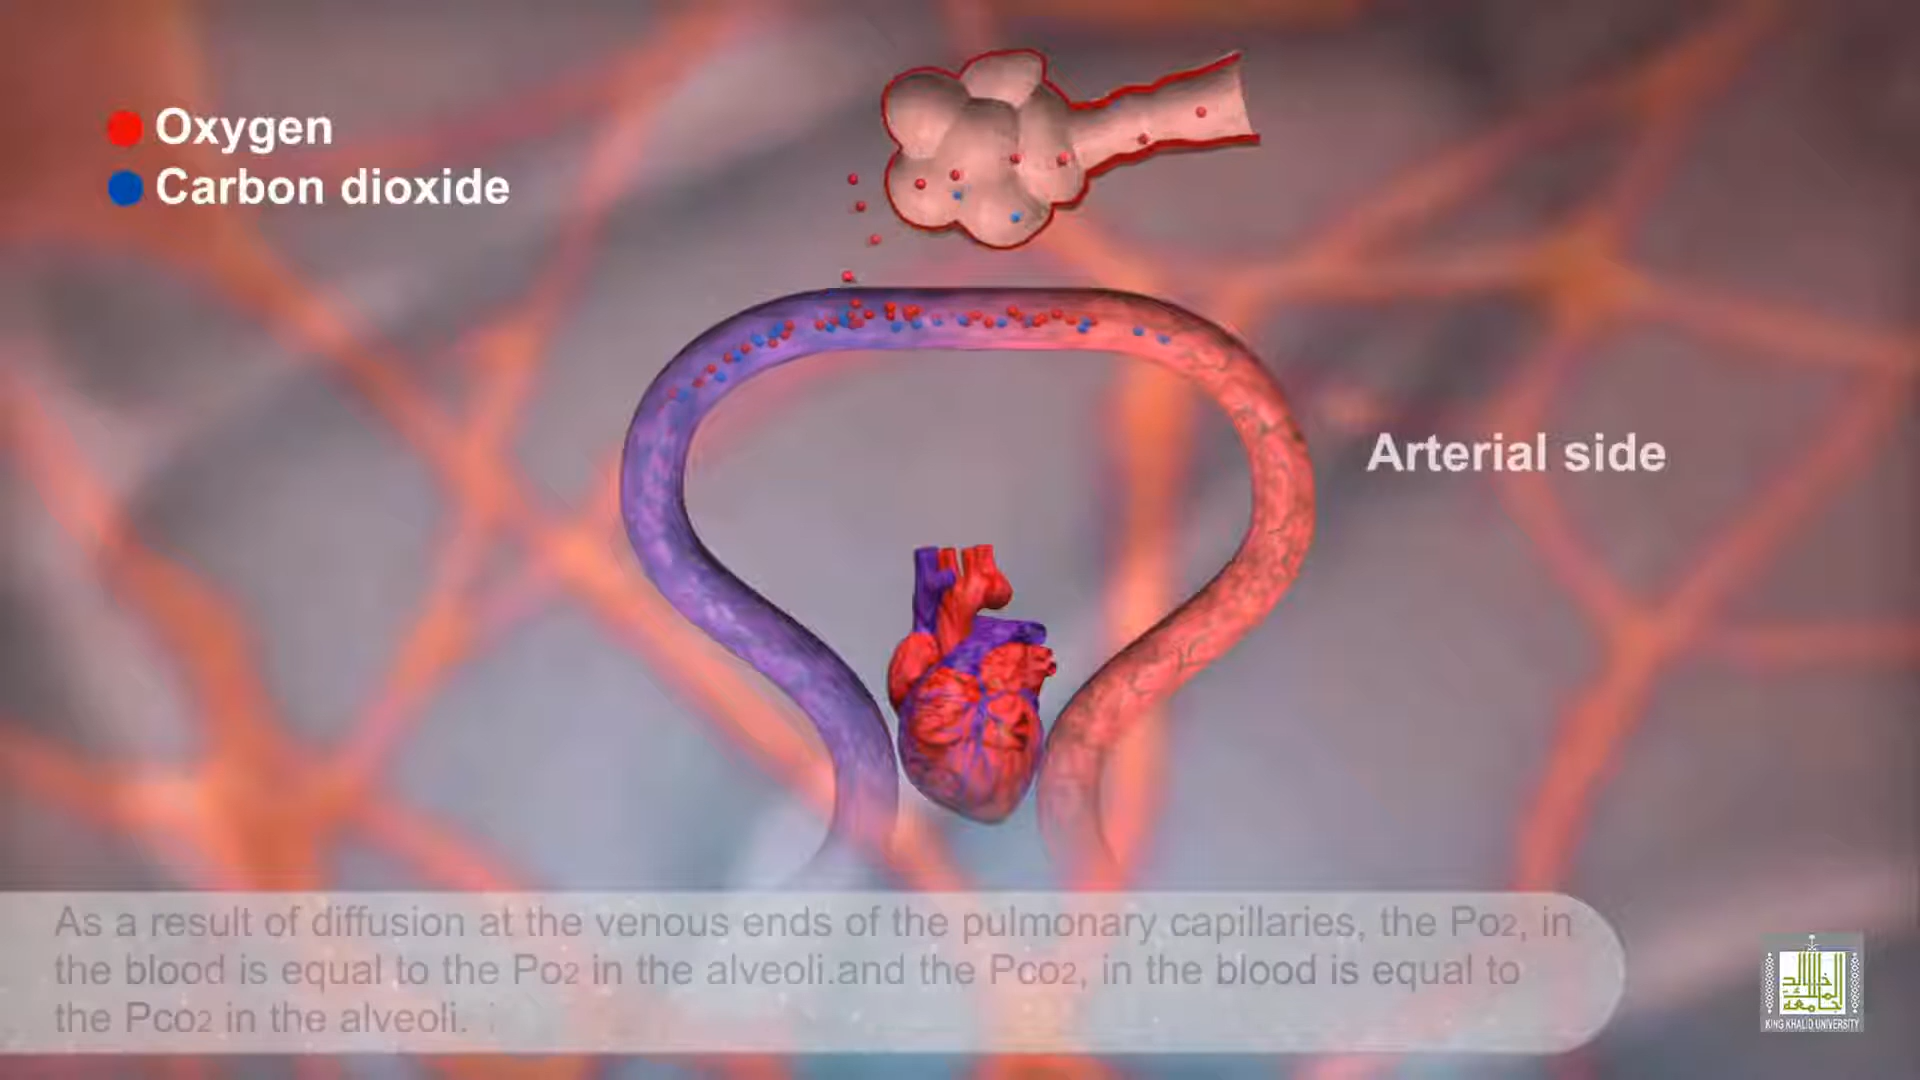 Oxygen
Carbon dioxide
Arterial side
As a result of diffusion at the venous ends of the pulmonary capillaries, the Po2, in
the blood is equal to the Po2 in the alveoli.and the Pco2, in the blood is equal to
the Pco2 in the alveoli.
KING KHALID UNIVERSITY